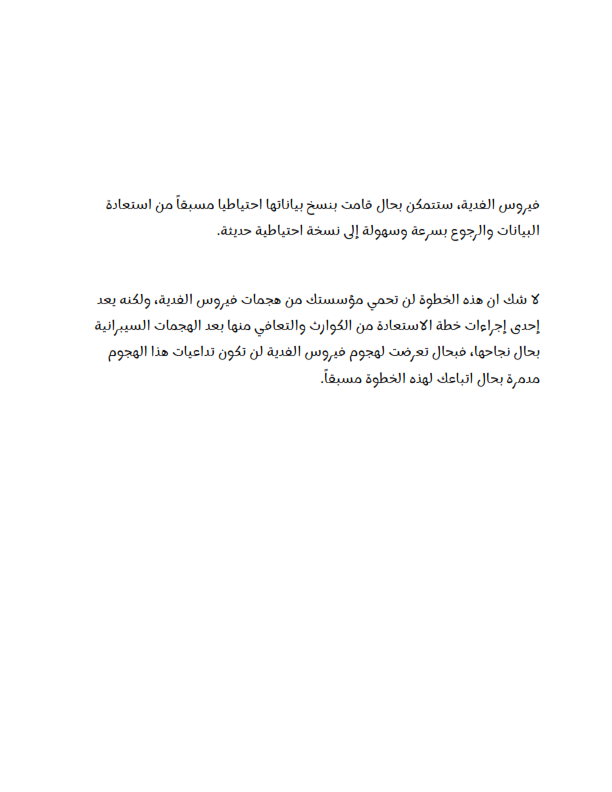 فيروس الفدية، ستتمكن بحال قامت بنسخ بياناتها احتياطيا مسبقاً من استعادة
البيانات والرجوع بسرعة وسهولة إلى نسخة احتياطية حديثة.
لا شك ان هذه الخطوة لن تحمي مؤسستك من هجمات فيروس الفدية، ولكنه يعد
إحدى إجراءات خطة الاستعادة من الكوارث والتعافي منها بعد الهجمات السيبرانية
بحال نجاحها، فبحال تعرضت لهجوم فيروس الفدية لن تكون تداعيات هذا الهجوم
مدمرة بحال اتباعك لهذه الخطوة مسبقاً.